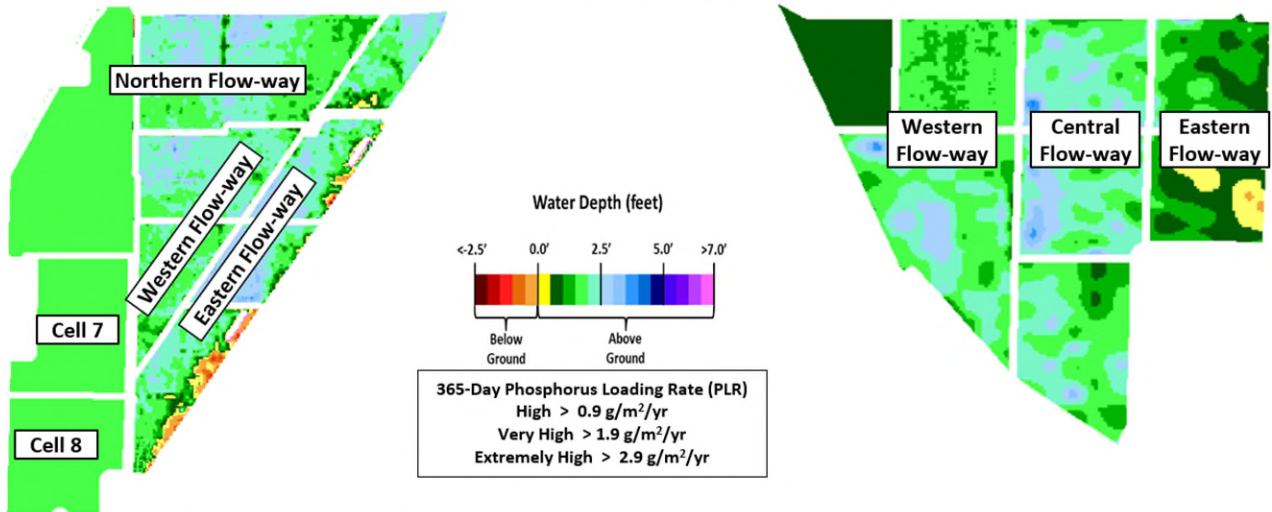 Northern Flow-way
Western Flow-way
Eastern Flow-way
Cell 7
Cell 8
Water Depth (feet)
<-2.5' 0.0' 2.5' 5.0' >7.0'
Below
Ground
Above
Ground
365-Day Phosphorus Loading Rate (PLR)
High > 0.9 g/m²/yr
Very High > 1.9 g/m²/yr
Extremely High > 2.9 g/m²/yr
Western
Flow-way
Central
Flow-way
Eastern
Flow-way